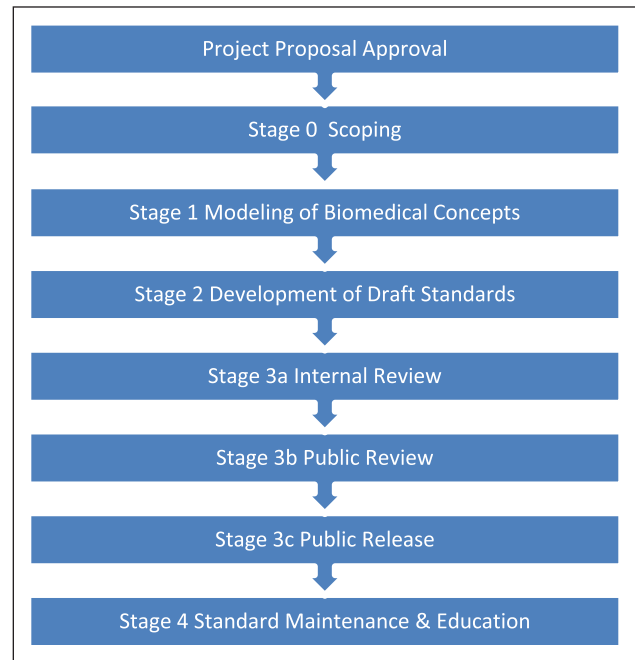 Project Proposal Approval
Stage 0 Scoping
Stage 1 Modeling of Biomedical Concepts
Stage 2 Development of Draft Standards
Stage 3a Internal Review
Stage 3b Public Review
Stage 3c Public Release
Stage 4 Standard Maintenance & Education